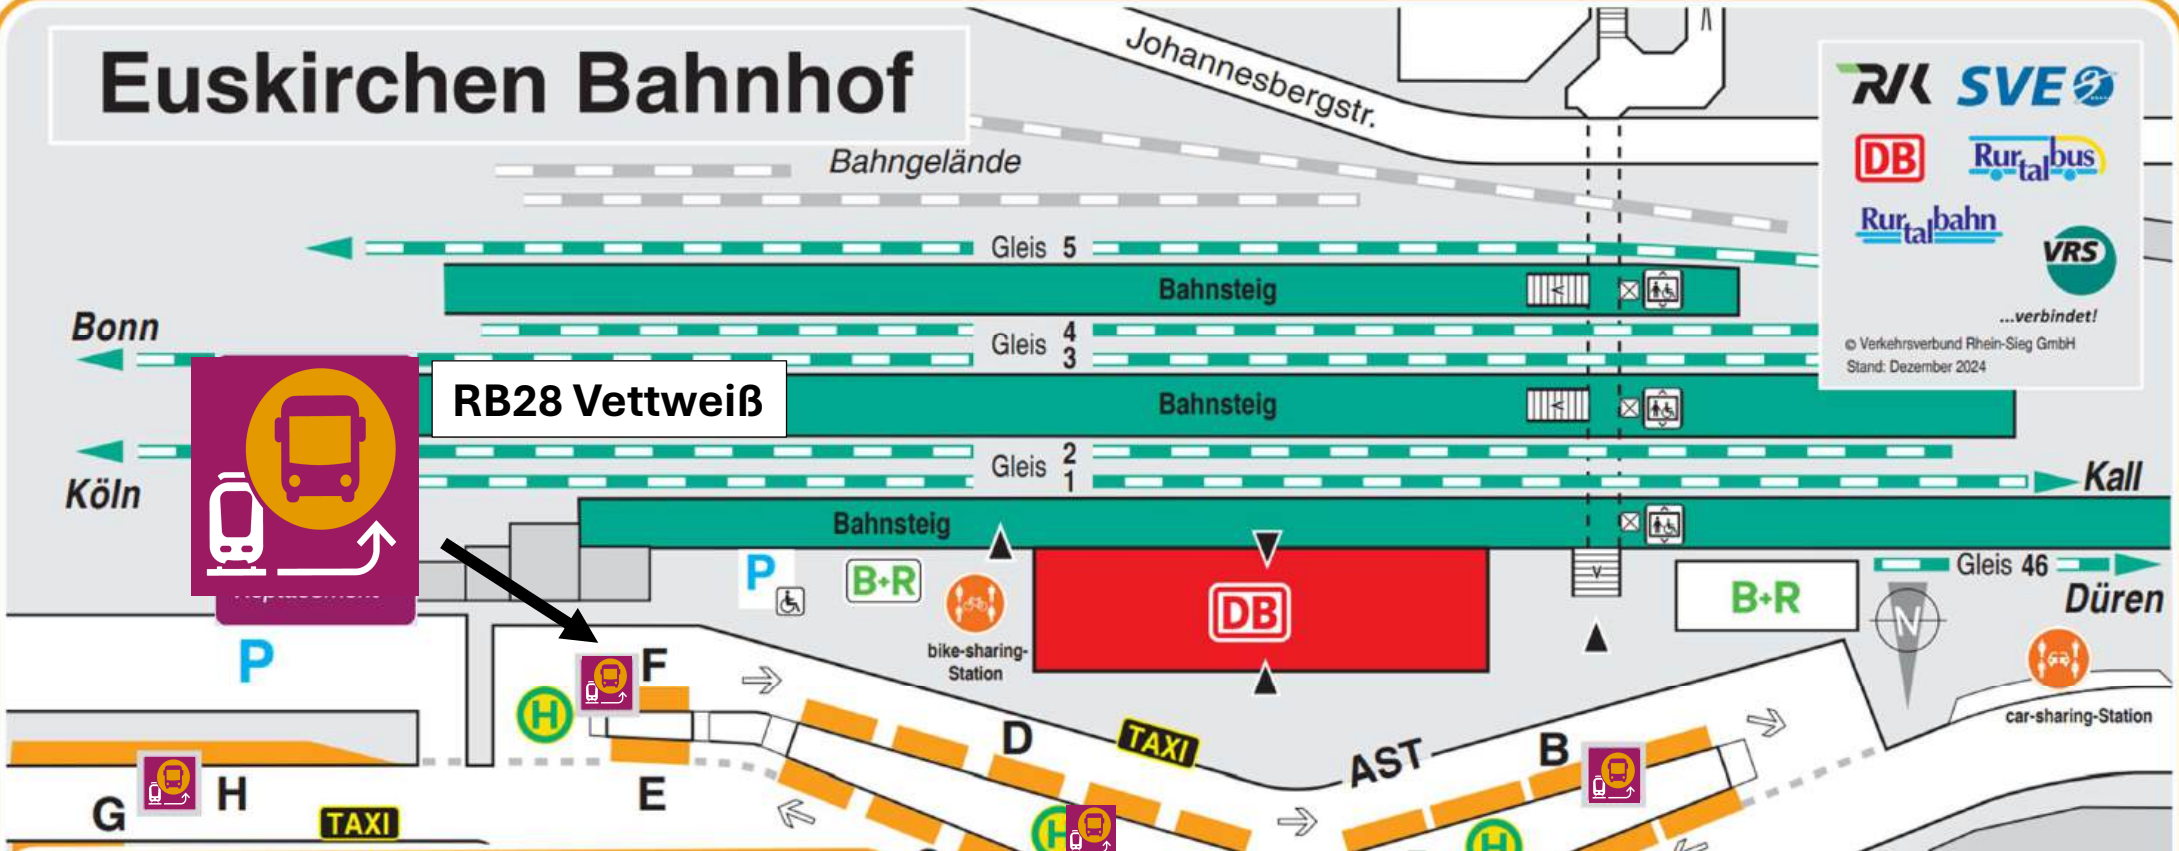 Euskirchen Bahnhof
Johannesbergstr.
RVK SVE
DB Rurtalbus
Rurtalbahn
VRS
...verbindet!
© Verkehrsverbund Rhein-Sieg GmbH
Stand: Dezember 2024
Bahngelände
Gleis 5
Bahnsteig
Bonn
Gleis 4
3
RB28 Vettweiß
Bahnsteig
Köln
Gleis 2
1
Kall
Bahnsteig
Gleis 46
Düren
P
B+R
DB
B+R
N
bike-sharing-
Station
car-sharing-Station
P
F
H
D
TAXI
AST
B
H
G
H
E
TAXI
H